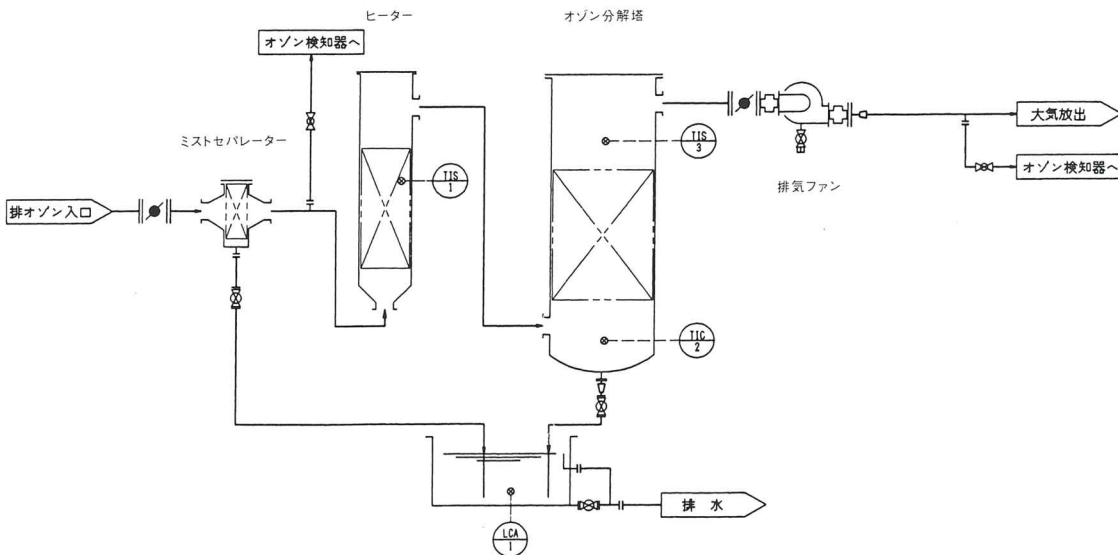 ヒーター
オゾン分解塔
オゾン検知器へ
ミストセパレーター
大気放出
TIS
3
TIS
1
オゾン検知器へ
排気ファン
排オゾン入口
TIC
2
排水
LCA
1